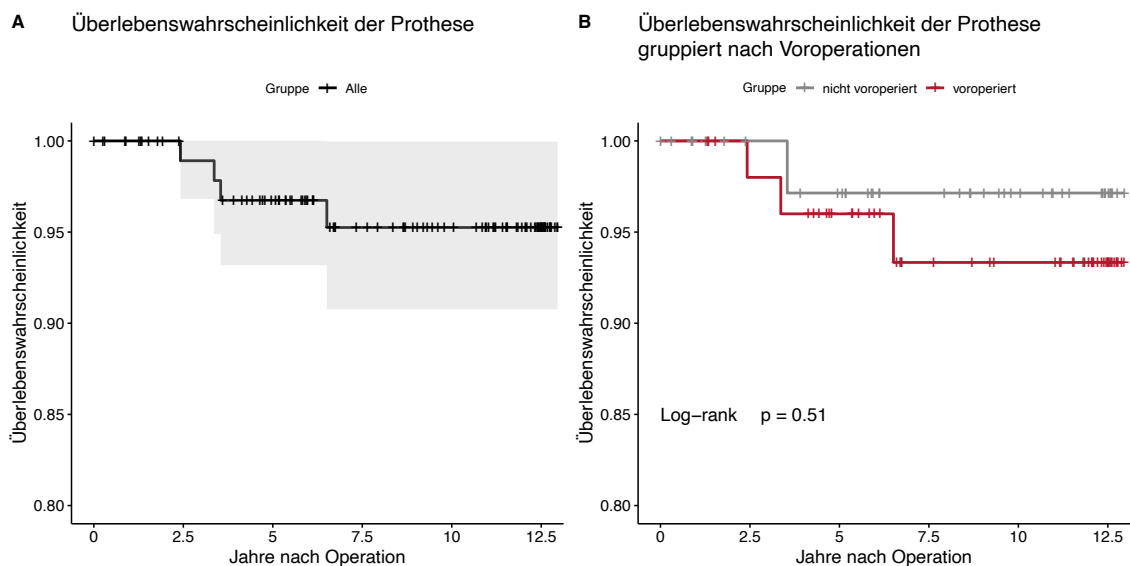 A Überlebenswahrscheinlichkeit der Prothese
Gruppe Alle
Überlebenswahrscheinlichkeit
1.00
0.95
0.90
0.85
0.80
0 2.5 5 7.5 10 12.5
Jahre nach Operation
B Überlebenswahrscheinlichkeit der Prothese
gruppiert nach Voroperationen
Gruppe nicht voroperiert voroperiert
Überlebenswahrscheinlichkeit
1.00
0.95
0.90
0.85
0.80
Log−rank p = 0.51
0 2.5 5 7.5 10 12.5
Jahre nach Operation